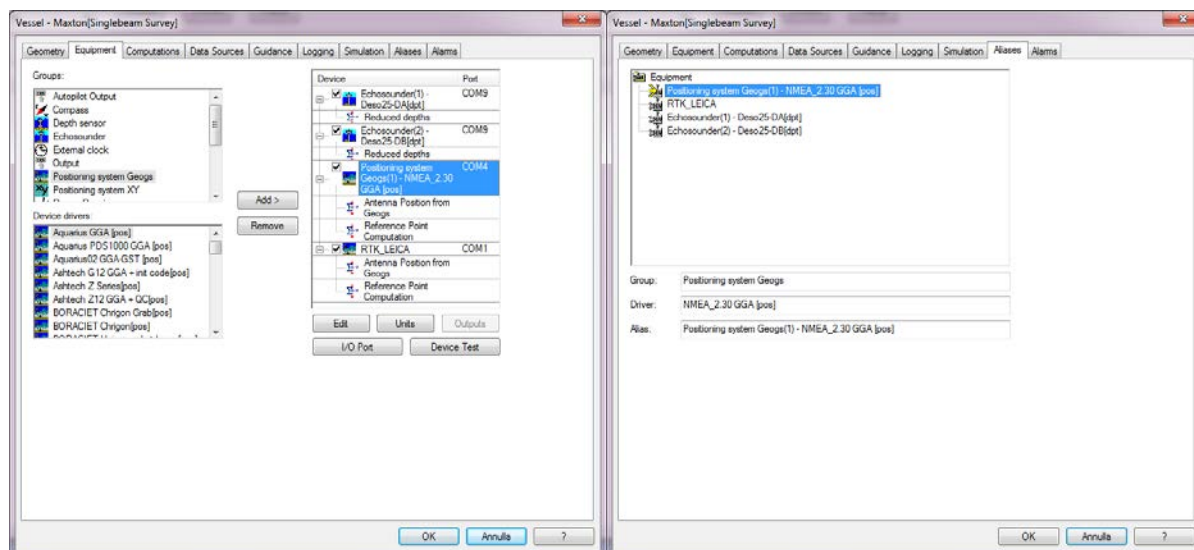 Vessel - Maxton[Singlebeam Survey]
Geometry Equipment Computations Data Sources Guidance Logging Simulation Aliases Alarms
Groups:
Autopilot Output
Compass
Depth sensor
Echosounder
External clock
Output
Positioning system Geogs
Positioning system XY
Add >
Remove
Device drivers:
Aquarius GGA [pos]
Aquarius PDS1000 GGA [pos]
Aquarius02 GGA GST [pos]
Ashtech G12 GGA + int code[pos]
Ashtech Z Series[pos]
Ashtech Z12 GGA + QC[pos]
BORACIET Chrigon Grab[pos]
BORACIET Chrigon[pos]
Device Port
Echosounder(1) - COM9
Deso25-DA[dpt]
Reduced depths
Echosounder(2) - COM9
Deso25-DB[dpt]
Reduced depths
Positioning system COM4
Geogs(1) - NMEA_2.30
GGA [pos]
Antenna Position from
Geogs
Reference Point
Computation
RTK_LEICA COM1
Antenna Position from
Geogs
Reference Point
Computation
Edit Units Outputs
I/O Port Device Test
OK Annulla ?
Vessel - Maxton[Singlebeam Survey]
Geometry Equipment Computations Data Sources Guidance Logging Simulation Aliases Alarms
Equipment
Positioning system Geogs(1) - NMEA_2.30 GGA [pos]
RTK_LEICA
Echosounder(1) - Deso25-DA[dpt]
Echosounder(2) - Deso25-DB[dpt]
Group: Positioning system Geogs
Driver: NMEA_2.30 GGA [pos]
Alias: Positioning system Geogs(1) - NMEA_2.30 GGA [pos]
OK Annulla ?